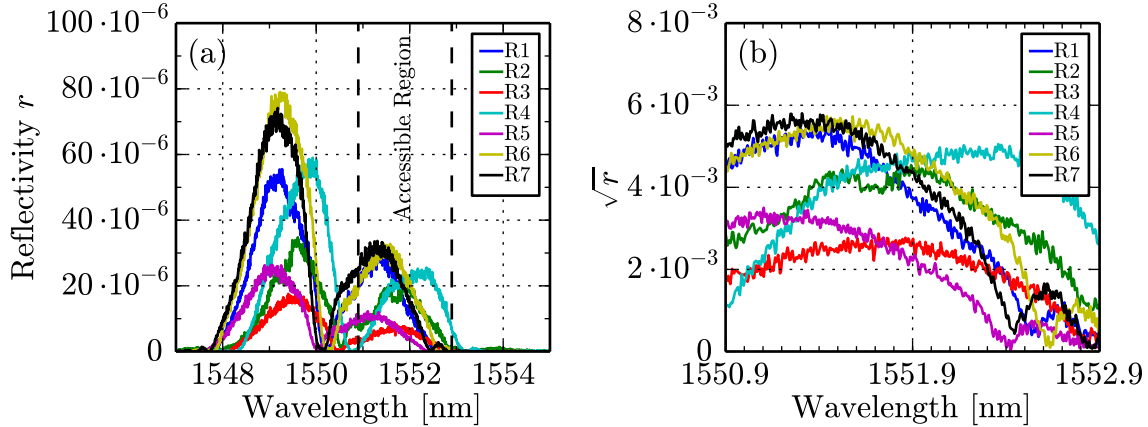 (a)
Reflectivity r
100·10⁻⁶
80·10⁻⁶
60·10⁻⁶
40·10⁻⁶
20·10⁻⁶
0
1548
1550
1552
1554
Wavelength [nm]
Accessible Region
R1
R2
R3
R4
R5
R6
R7
(b)
√r
8·10⁻³
6·10⁻³
4·10⁻³
2·10⁻³
0
1550.9
1551.9
1552.9
Wavelength [nm]
R1
R2
R3
R4
R5
R6
R7